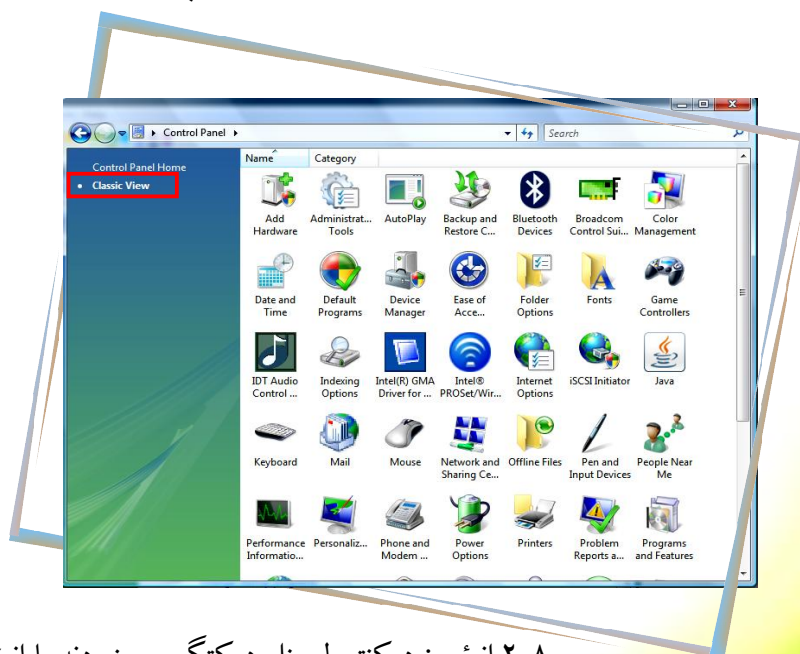 Control Panel
Search
Control Panel Home
Classic View
Name Category
Add Hardware
Administrat... Tools
AutoPlay
Backup and Restore C...
Bluetooth Devices
Broadcom Control Sui...
Color Management
Date and Time
Default Programs
Device Manager
Ease of Acce...
Folder Options
Fonts
Game Controllers
IDT Audio Control ...
Indexing Options
Intel(R) GMA Driver for ...
Intel® PROSet/Wir...
Internet Options
iSCSI Initiator
Java
Keyboard
Mail
Mouse
Network and Sharing Ce...
Offline Files
Pen and Input Devices
People Near Me
Performance Informatio...
Personaliz...
Phone and Modem ...
Power Options
Printers
Problem Reports a...
Programs and Features